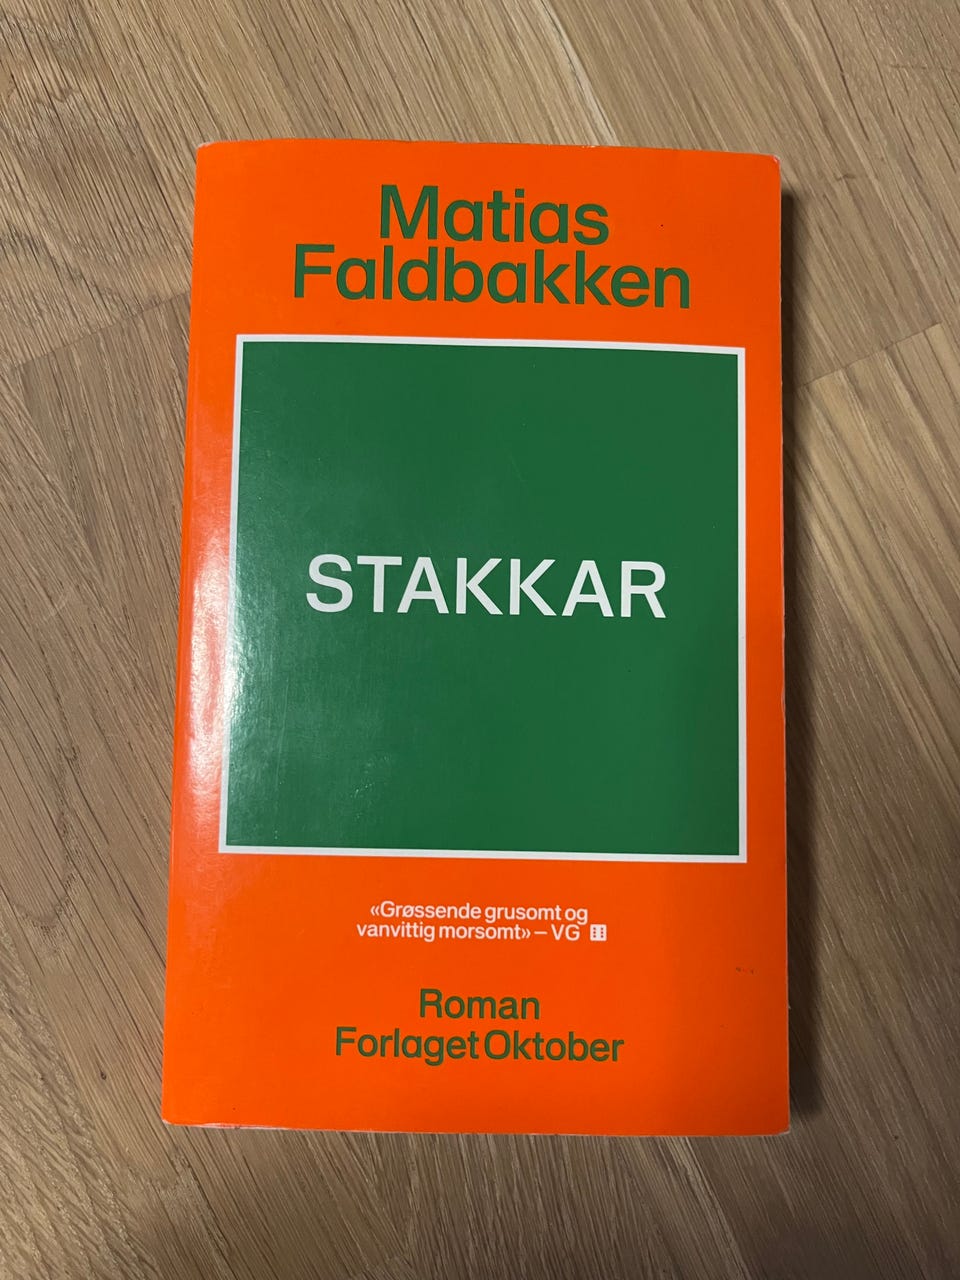 Matias
Faldbakken
STAKKAR
«Grøssende grusomt og
vanvittig morsomt» – VG ⚅
Roman
Forlaget Oktober